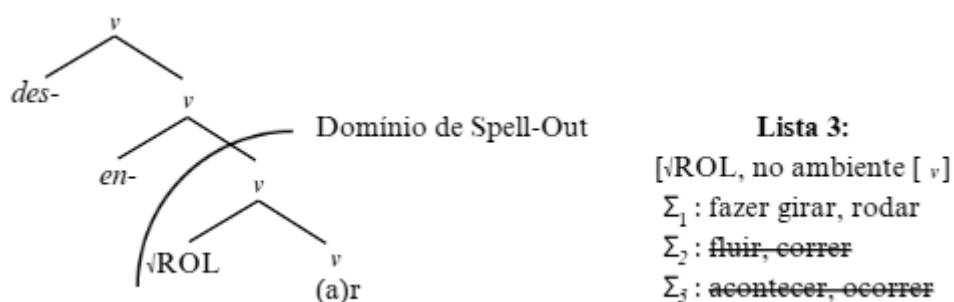 v
des-
v
Domínio de Spell-Out
Lista 3:
en-
[√ROL, no ambiente [ v]
v
Σ1 : fazer girar, rodar
√ROL
v
Σ2 : fluir, correr
(a)r
Σ3 : acontecer, ocorrer